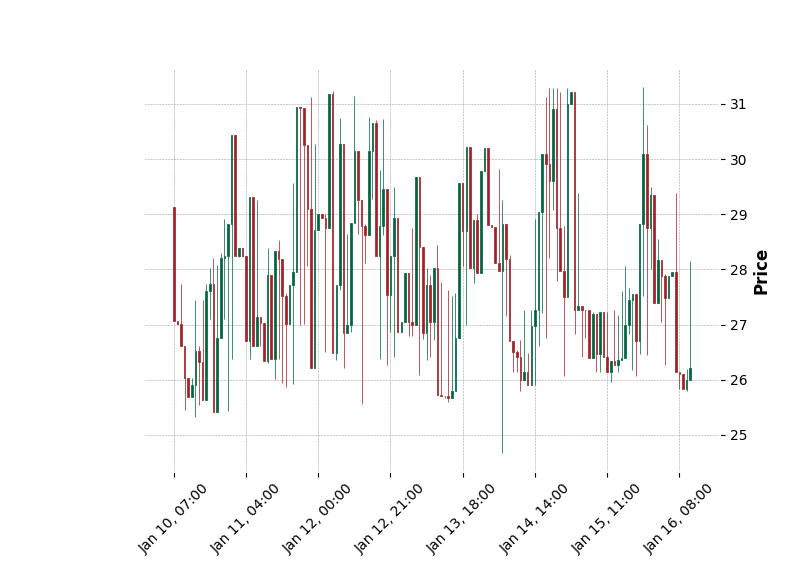 31
30
29
28
27
26
25
Price
Jan 10, 07:00
Jan 11, 04:00
Jan 12, 00:00
Jan 12, 21:00
Jan 13, 18:00
Jan 14, 14:00
Jan 15, 11:00
Jan 16, 08:00